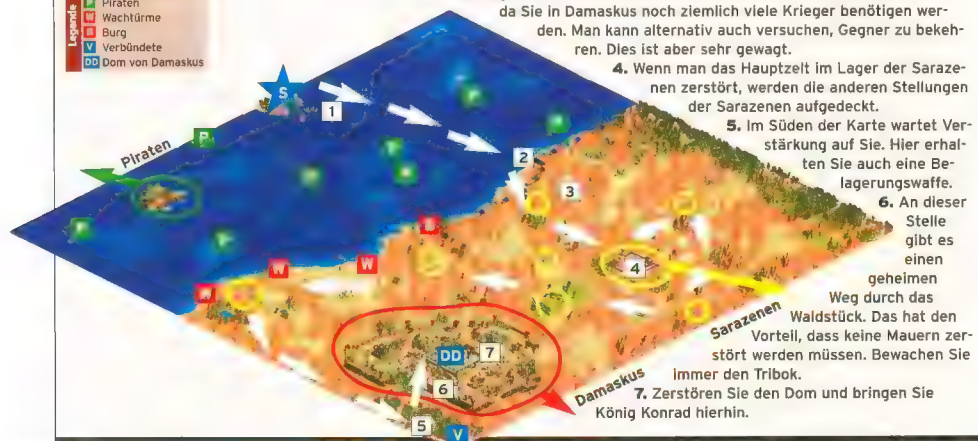 Legende
P Piraten
W Wachtürme
B Burg
V Verbündete
DD Dom von Damaskus
da Sie in Damaskus noch ziemlich viele Krieger benötigen wer-
den. Man kann alternativ auch versuchen, Gegner zu bekeh-
ren. Dies ist aber sehr gewagt.
4. Wenn man das Hauptzelt im Lager der Saraze-
nen zerstört, werden die anderen Stellungen
der Sarazenen aufgedeckt.
5. Im Süden der Karte wartet Ver-
stärkung auf Sie. Hier erhal-
ten Sie auch eine Be-
lagerungswaffe.
6. An dieser
Stelle
gibt es
einen
geheimen
Weg durch das
Waldstück. Das hat den
Vorteil, dass keine Mauern zer-
stört werden müssen. Bewachen Sie
immer den Tribok.
7. Zerstören Sie den Dom und bringen Sie
König Konrad hierhin.
S
1
P
P
P
Piraten
P
P
2
P
3
P
P
B
W
W
W
4
Sarazenen
DD
7
6
Damaskus
5
V